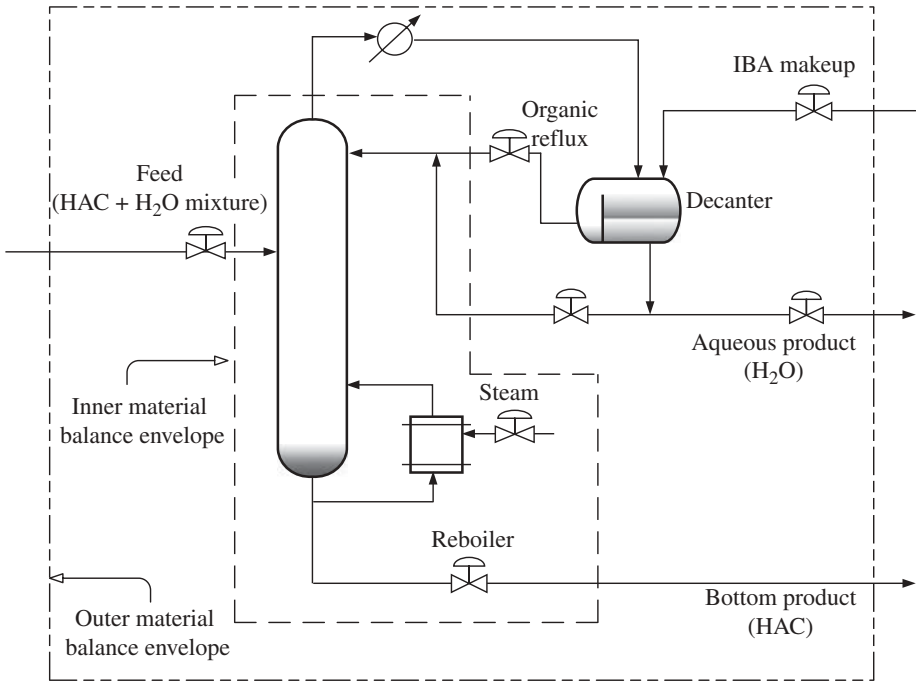 IBA makeup
Organic
reflux
Feed
(HAC + H₂O mixture)
Decanter
Aqueous product
(H₂O)
Steam
Inner material
balance envelope
Reboiler
Bottom product
(HAC)
Outer material
balance envelope